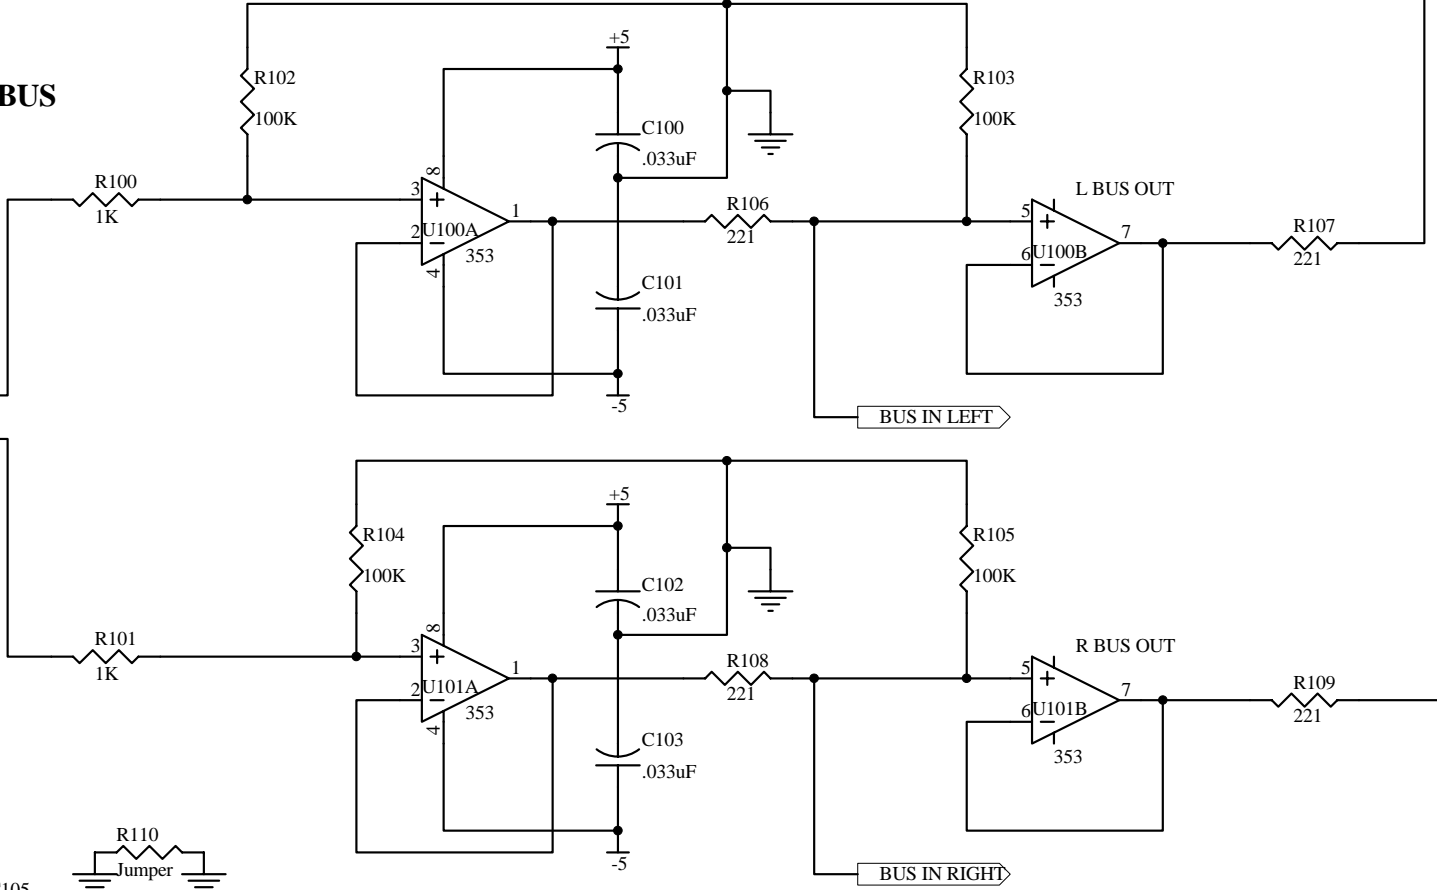 BUS
R102
100K
R100
1K
+5
C100
.033uF
C101
.033uF
-5
3
2
8
4
1
U100A
353
R106
221
R103
100K
L BUS OUT
5
6
7
U100B
353
R107
221
BUS IN LEFT
R104
100K
R101
1K
+5
C102
.033uF
C103
.033uF
-5
3
2
8
4
1
U101A
353
R108
221
R105
100K
R BUS OUT
5
6
7
U101B
353
R109
221
BUS IN RIGHT
R110
Jumper